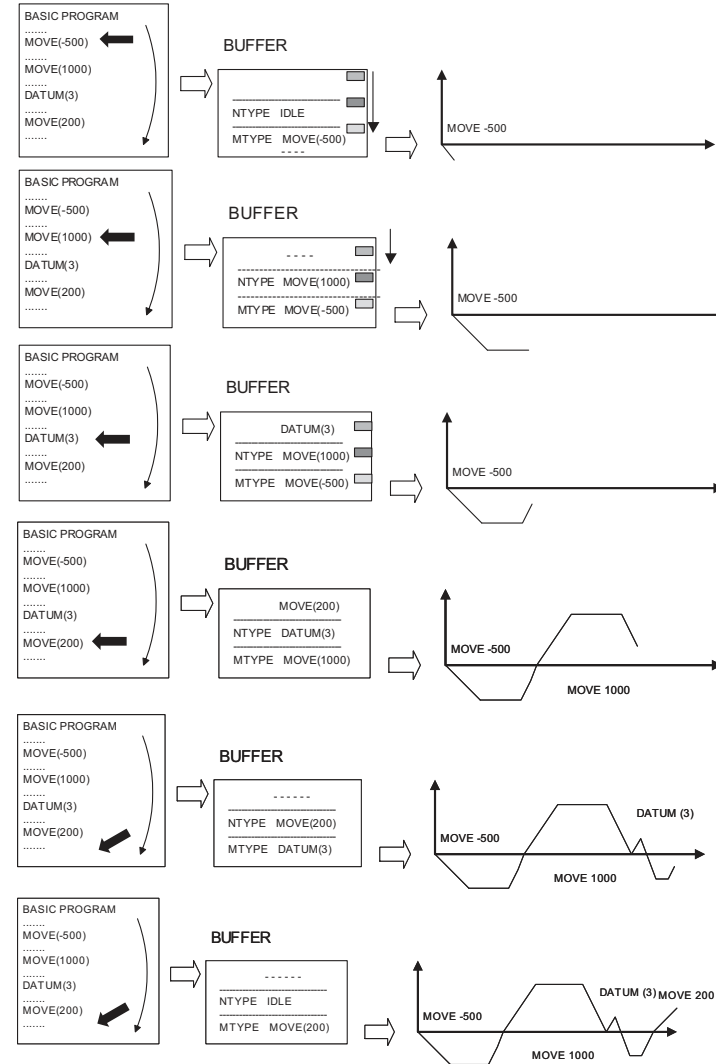 BASIC PROGRAM
.......
MOVE(-500)
.......
MOVE(1000)
.......
DATUM(3)
.......
MOVE(200)
.......
BUFFER
NTYPE IDLE
MTYPE MOVE(-500)
- - - -
MOVE -500
BASIC PROGRAM
.......
MOVE(-500)
.......
MOVE(1000)
.......
DATUM(3)
.......
MOVE(200)
.......
BUFFER
- - - -
NTYPE MOVE(1000)
MTYPE MOVE(-500)
MOVE -500
BASIC PROGRAM
.......
MOVE(-500)
.......
MOVE(1000)
.......
DATUM(3)
.......
MOVE(200)
.......
BUFFER
DATUM(3)
NTYPE MOVE(1000)
MTYPE MOVE(-500)
MOVE -500
BASIC PROGRAM
.......
MOVE(-500)
.......
MOVE(1000)
.......
DATUM(3)
.......
MOVE(200)
.......
BUFFER
MOVE(200)
NTYPE DATUM(3)
MTYPE MOVE(1000)
MOVE -500
MOVE 1000
BASIC PROGRAM
.......
MOVE(-500)
.......
MOVE(1000)
.......
DATUM(3)
.......
MOVE(200)
.......
BUFFER
- - - - - -
NTYPE MOVE(200)
MTYPE DATUM(3)
MOVE -500
DATUM (3)
MOVE 1000
BASIC PROGRAM
.......
MOVE(-500)
.......
MOVE(1000)
.......
DATUM(3)
.......
MOVE(200)
.......
BUFFER
- - - - - -
NTYPE IDLE
MTYPE MOVE(200)
MOVE -500
DATUM (3) MOVE 200
MOVE 1000